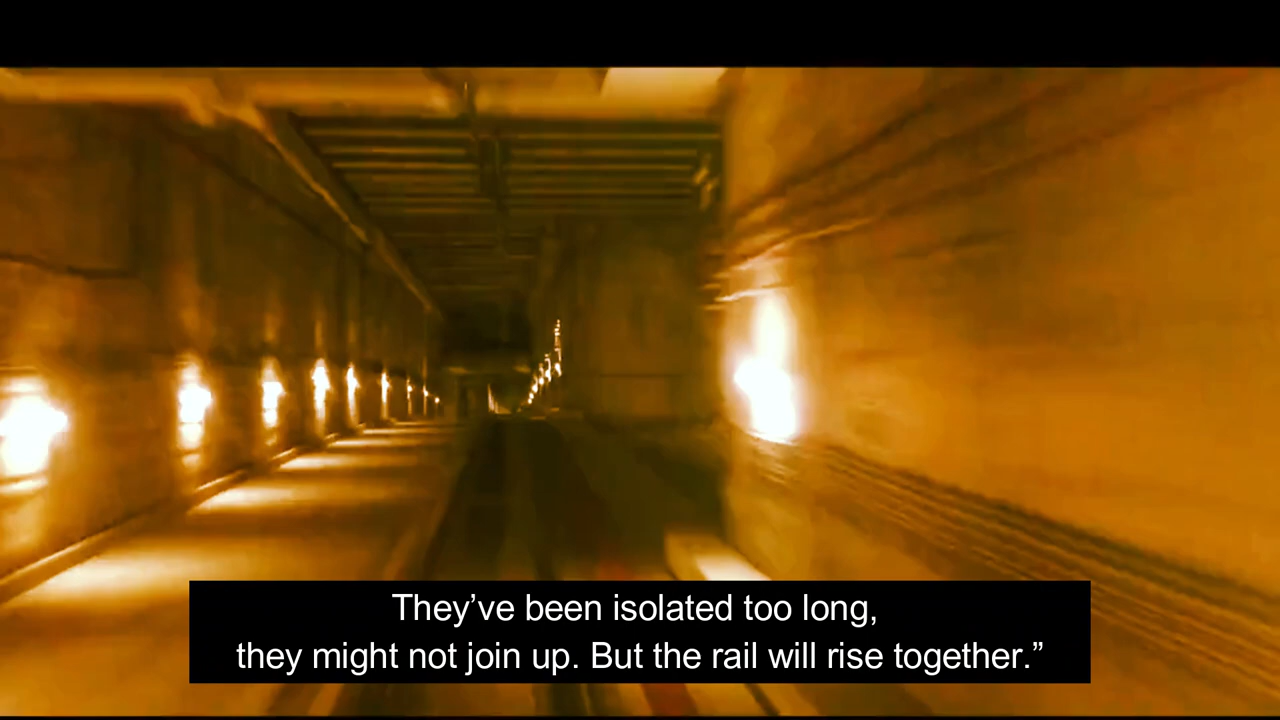 They’ve been isolated too long,
they might not join up. But the rail will rise together.”